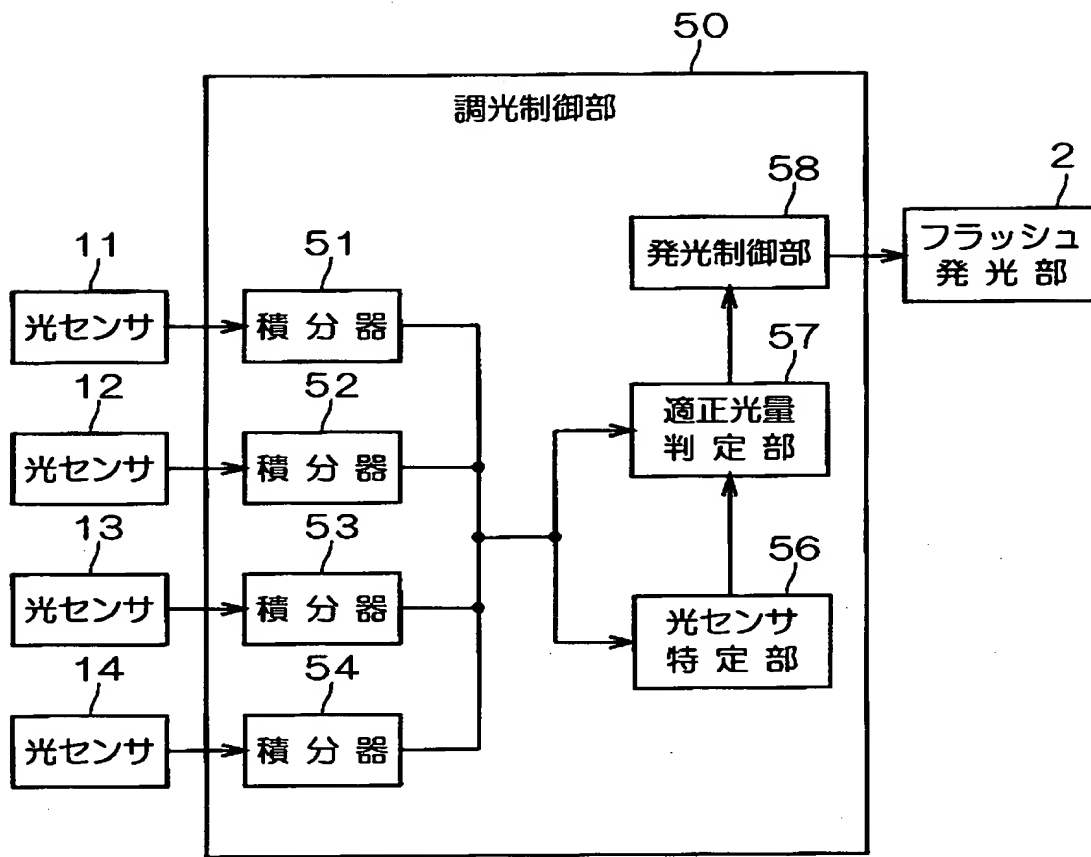 50
調光制御部
58
2
発光制御部
フラッシュ
発光部
11
51
光センサ
積分器
57
適正光量
判定部
12
52
光センサ
積分器
13
53
光センサ
積分器
56
光センサ
特定部
14
54
光センサ
積分器